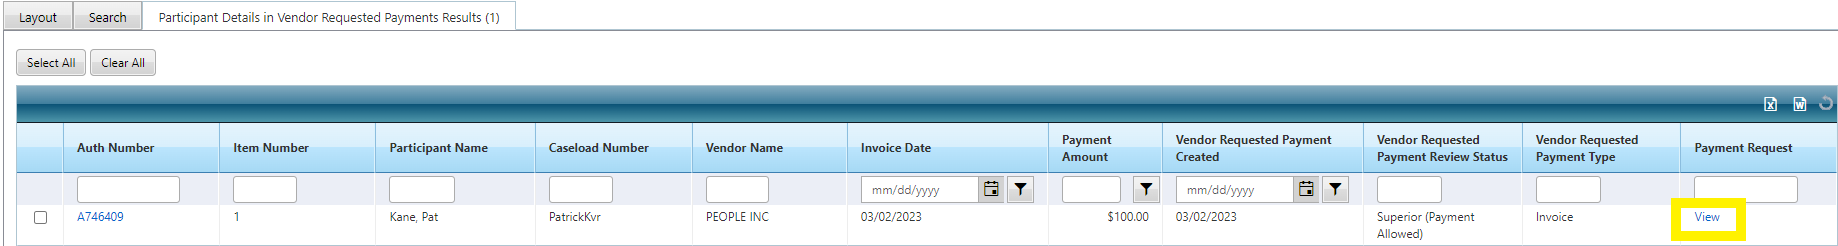 Layout
Search
Participant Details in Vendor Requested Payments Results (1)
Select All
Clear All
Auth Number
Item Number
Participant Name
Caseload Number
Vendor Name
Invoice Date
Payment
Amount
Vendor Requested Payment
Created
Vendor Requested
Payment Review Status
Vendor Requested
Payment Type
Payment Request
mm/dd/yyyy
mm/dd/yyyy
A746409
1
Kane, Pat
PatrickKvr
PEOPLE INC
03/02/2023
$100.00
03/02/2023
Superior (Payment
Allowed)
Invoice
View